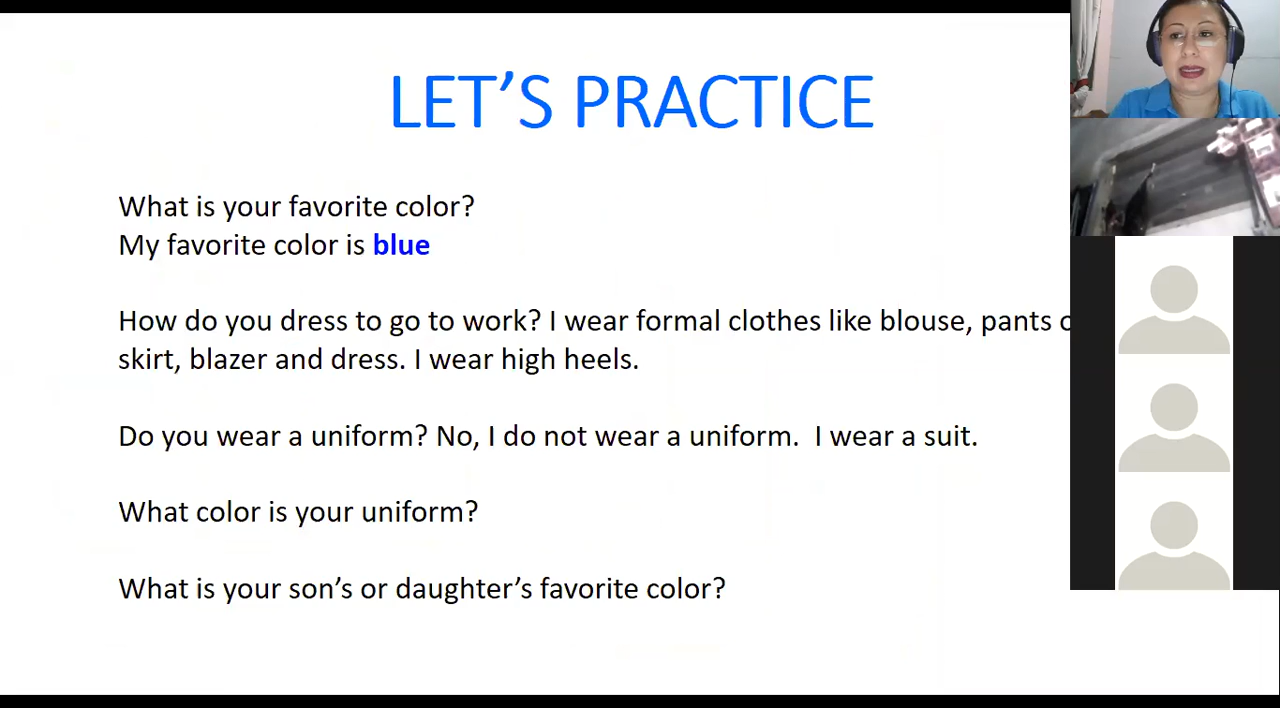 LET’S PRACTICE
What is your favorite color?
My favorite color is blue
How do you dress to go to work? I wear formal clothes like blouse, pants
skirt, blazer and dress. I wear high heels.
Do you wear a uniform? No, I do not wear a uniform.  I wear a suit.
What color is your uniform?
What is your son’s or daughter’s favorite color?